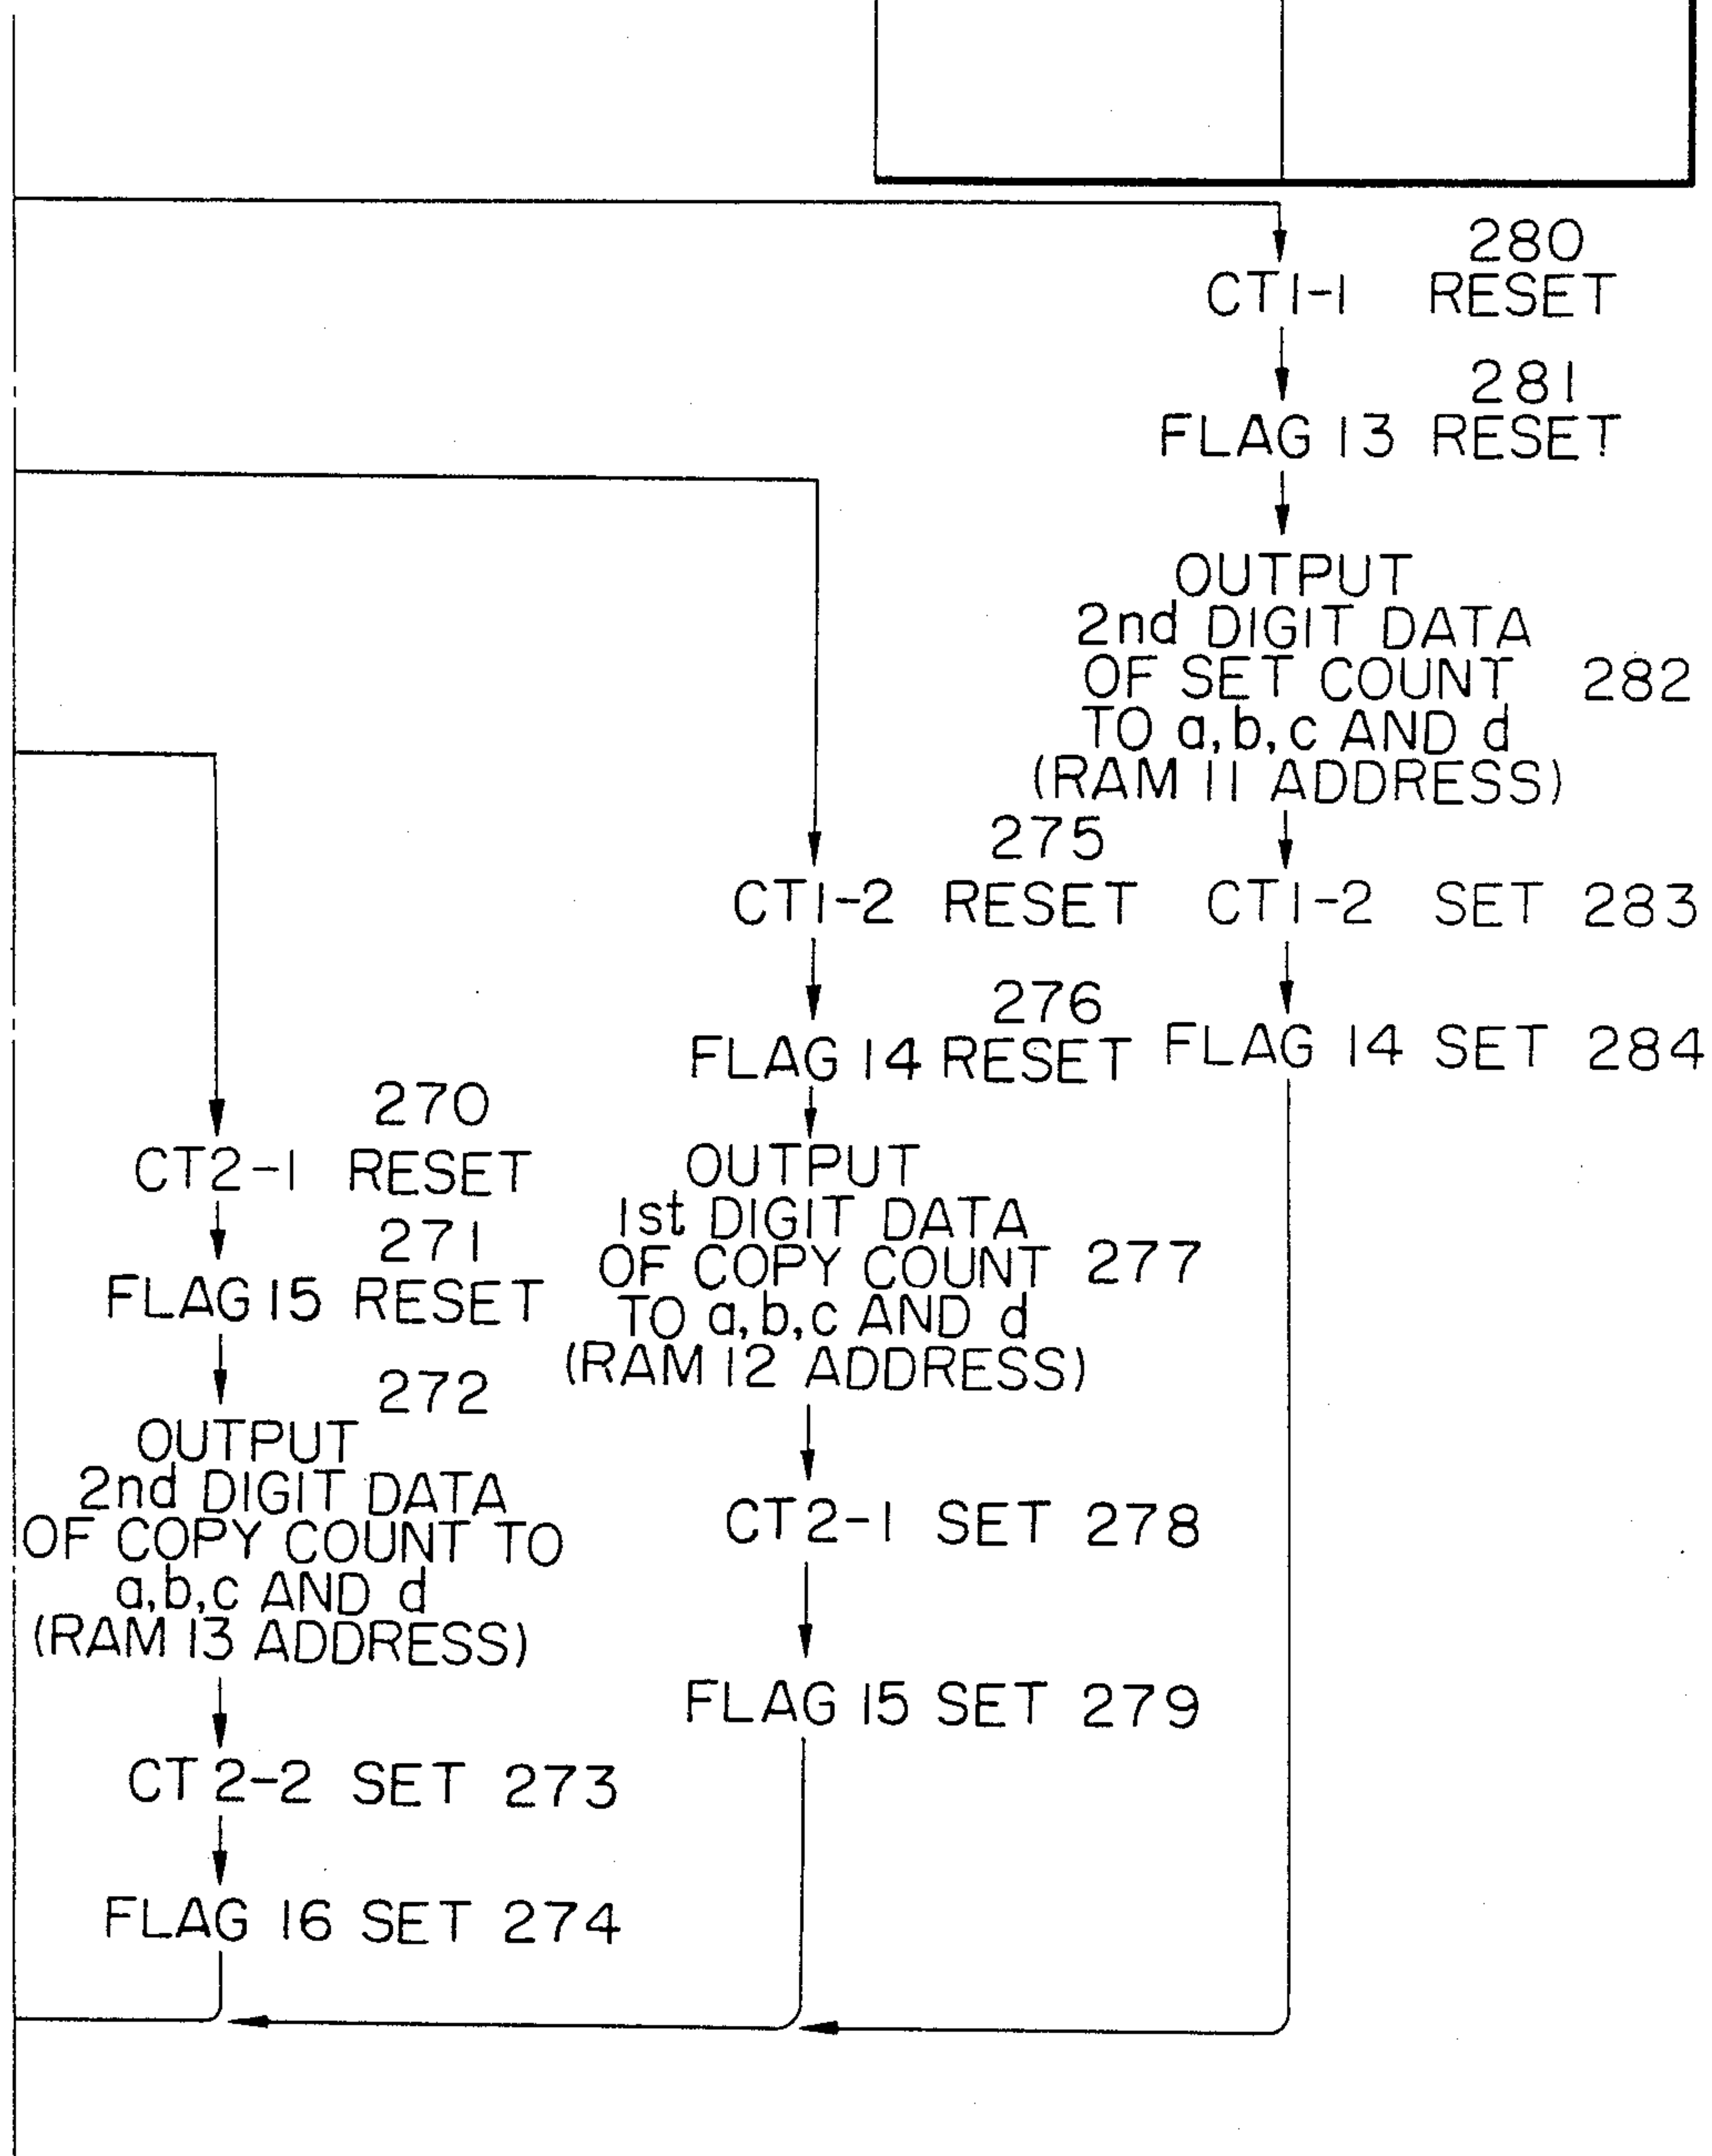 280
CT1-1 RESET
281
FLAG 13 RESET
OUTPUT
2nd DIGIT DATA
OF SET COUNT 282
TO a,b,c AND d
(RAM 11 ADDRESS)
CT1-2 SET 283
FLAG 14 SET 284
275
CT1-2 RESET
276
FLAG 14 RESET
OUTPUT
1st DIGIT DATA
OF COPY COUNT 277
TO a,b,c AND d
(RAM 12 ADDRESS)
CT2-1 SET 278
FLAG 15 SET 279
270
CT2-1 RESET
271
FLAG 15 RESET
272
OUTPUT
2nd DIGIT DATA
OF COPY COUNT TO
a,b,c AND d
(RAM 13 ADDRESS)
CT 2-2 SET 273
FLAG 16 SET 274